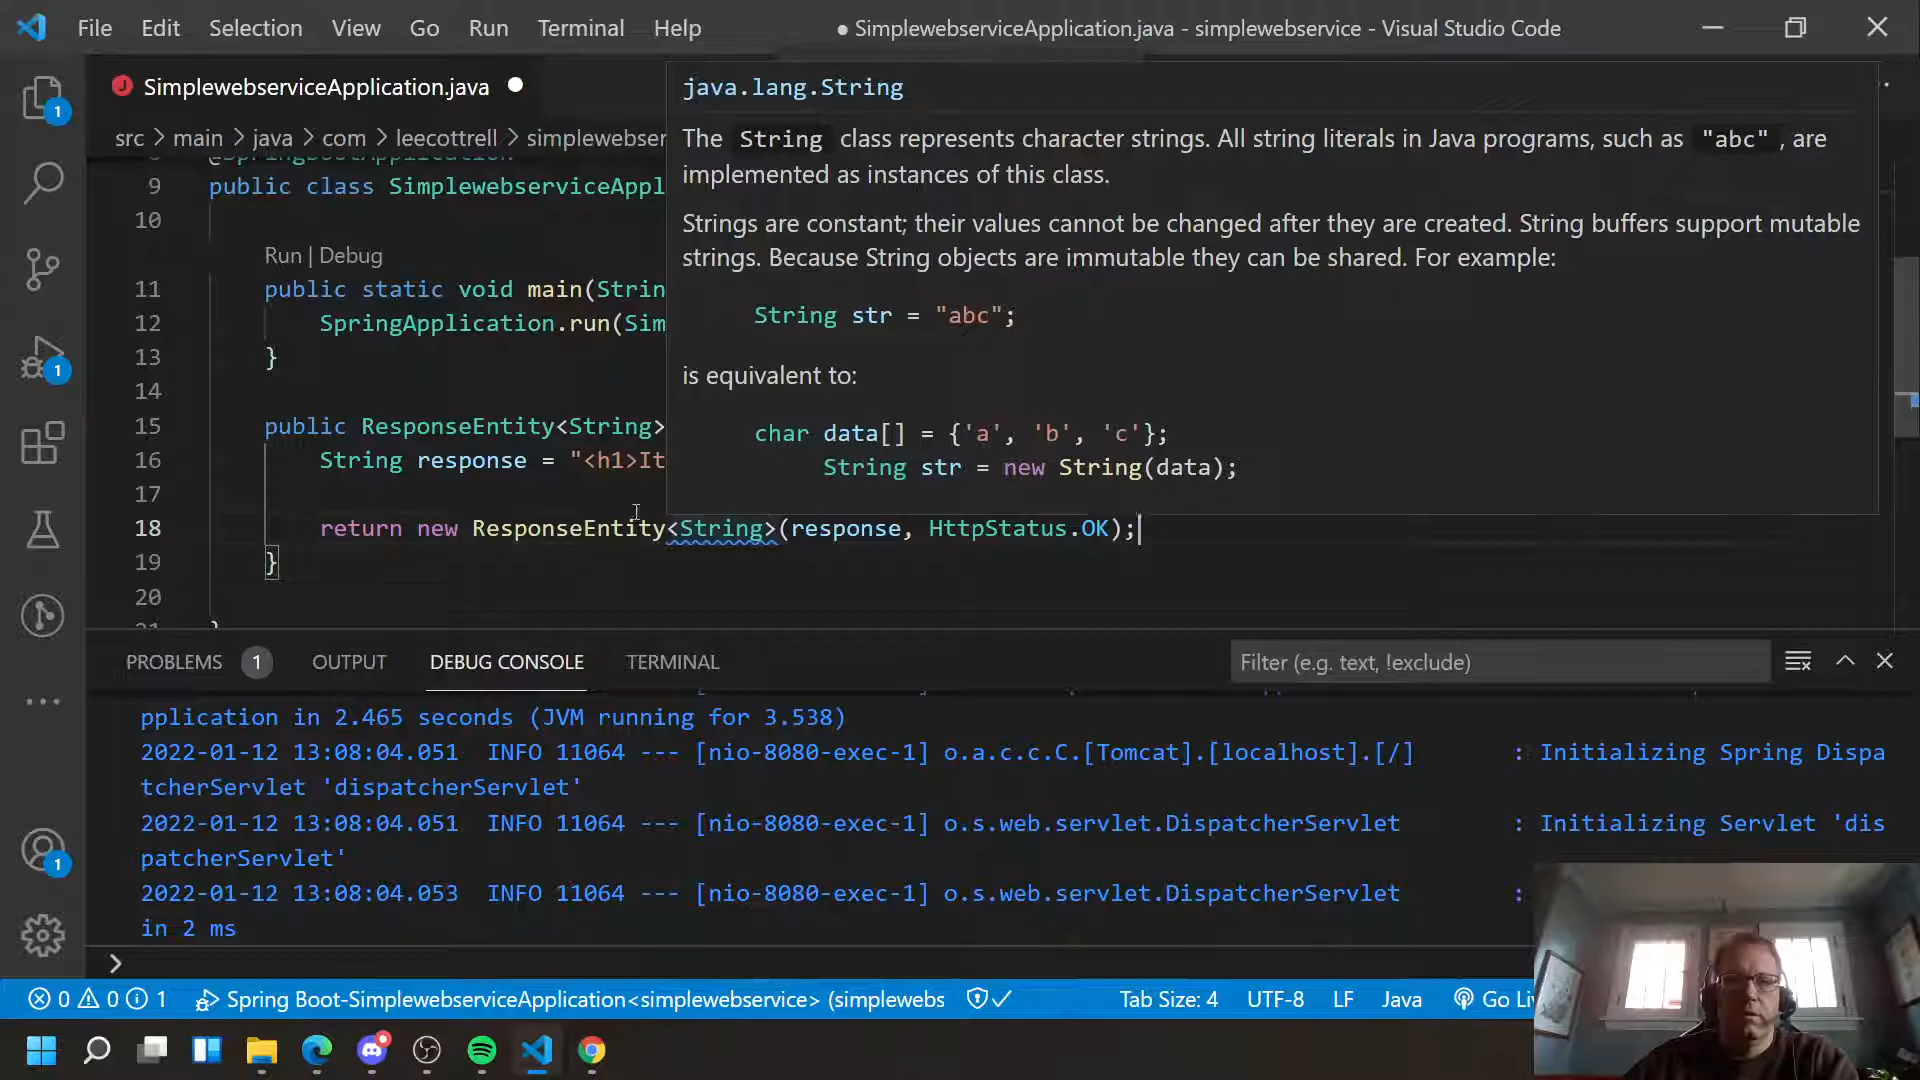 File Edit Selection View Go Run Terminal Help
● SimplewebserviceApplication.java - simplewebservice - Visual Studio Code
J SimplewebserviceApplication.java ●
src > main > java > com > leecottrell > simplewebser
@SpringBootApplication
9 public class SimplewebserviceAppl
10
Run | Debug
11 public static void main(Strin
12 SpringApplication.run(Sim
13 }
14
15 public ResponseEntity<String>
16 String response = "<h1>It
17
18 return new ResponseEntity<String>(response, HttpStatus.OK);
19 }
20
java.lang.String
The String class represents character strings. All string literals in Java programs, such as "abc" , are
implemented as instances of this class.
Strings are constant; their values cannot be changed after they are created. String buffers support mutable
strings. Because String objects are immutable they can be shared. For example:
String str = "abc";
is equivalent to:
char data[] = {'a', 'b', 'c'};
String str = new String(data);
1
1
1
PROBLEMS 1 OUTPUT DEBUG CONSOLE TERMINAL
Filter (e.g. text, !exclude)
pplication in 2.465 seconds (JVM running for 3.538)
2022-01-12 13:08:04.051 INFO 11064 --- [nio-8080-exec-1] o.a.c.c.C.[Tomcat].[localhost].[/] : Initializing Spring Dispa
tcherServlet 'dispatcherServlet'
2022-01-12 13:08:04.051 INFO 11064 --- [nio-8080-exec-1] o.s.web.servlet.DispatcherServlet : Initializing Servlet 'dis
patcherServlet'
2022-01-12 13:08:04.053 INFO 11064 --- [nio-8080-exec-1] o.s.web.servlet.DispatcherServlet :
in 2 ms
>
0 0 1 Spring Boot-SimplewebserviceApplication<simplewebservice> (simplewebs
Tab Size: 4 UTF-8 LF Java Go Li